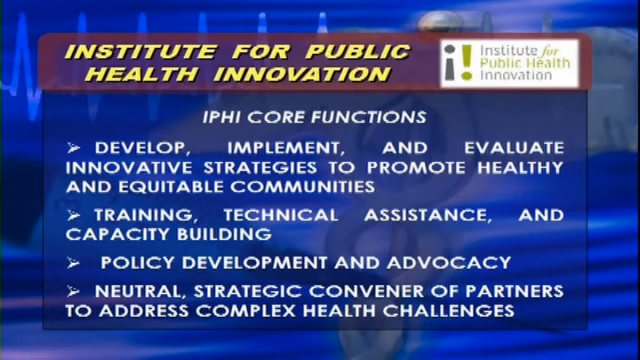 INSTITUTE FOR PUBLIC
HEALTH INNOVATION
i! Institute for
Public Health
Innovation
IPHI CORE FUNCTIONS
➢ DEVELOP, IMPLEMENT, AND EVALUATE
INNOVATIVE STRATEGIES TO PROMOTE HEALTHY
AND EQUITABLE COMMUNITIES
➢ TRAINING, TECHNICAL ASSISTANCE, AND
CAPACITY BUILDING
➢ POLICY DEVELOPMENT AND ADVOCACY
➢ NEUTRAL, STRATEGIC CONVENER OF PARTNERS
TO ADDRESS COMPLEX HEALTH CHALLENGES